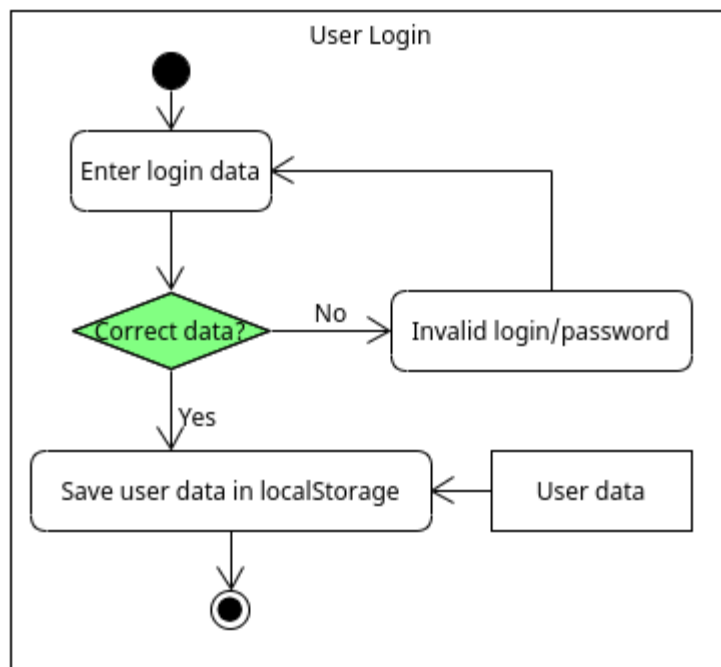 User Login
Enter login data
Correct data?
No
Invalid login/password
Yes
Save user data in localStorage
User data